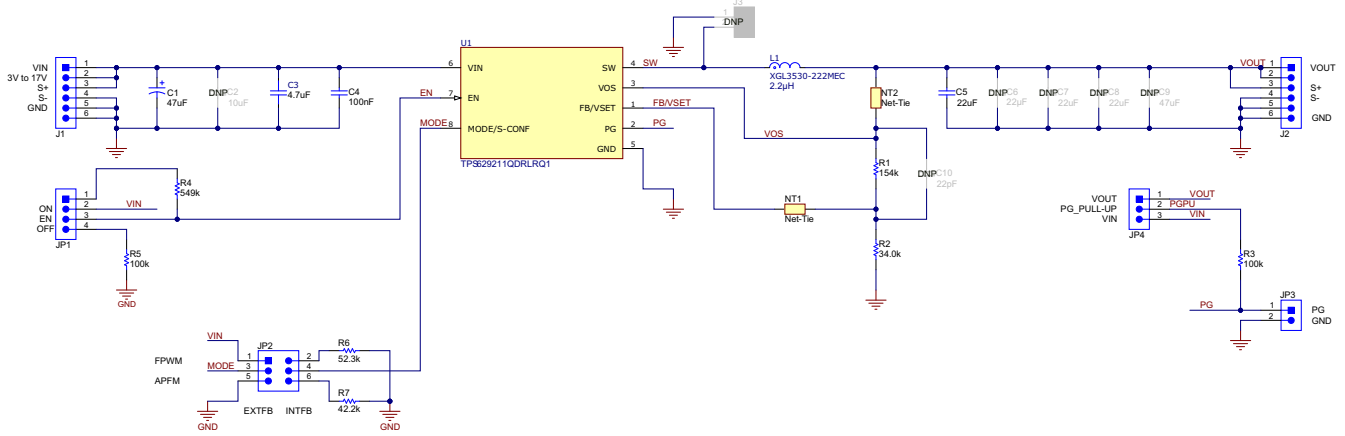 J3
1
DNP
U1
VIN
3V to 17V
S+
S-
GND
1
2
3
4
5
6
J1
+
C1
47uF
DNP
C2
10uF
C3
4.7uF
C4
100nF
6
VIN
EN
7
EN
MODE
8
MODE/S-CONF
SW
4
SW
VOS
3
FB/VSET
1
FB/VSET
PG
2
PG
GND
5
TPS629211QDRLRQ1
L1
XGL3530-222MEC
2.2µH
NT2
Net-Tie
VOS
C5
22uF
DNP
C6
22µF
DNP
C7
22uF
DNP
C8
22uF
DNP
C9
47uF
VOUT
1
2
3
4
5
6
VOUT
S+
S-
GND
J2
R1
154k
DNP
C10
22pF
NT1
Net-Tie
R2
34.0k
R4
549k
1
2
3
4
VIN
ON
EN
OFF
JP1
R5
100k
GND
VOUT
PG_PULL-UP
VIN
1
2
3
VOUT
PGPU
VIN
JP4
R3
100k
PG
JP3
1
2
PG
GND
VIN
JP2
FPWM
MODE
APFM
1
3
5
2
4
6
R6
52.3k
R7
42.2k
GND
EXTFB
INTFB
GND